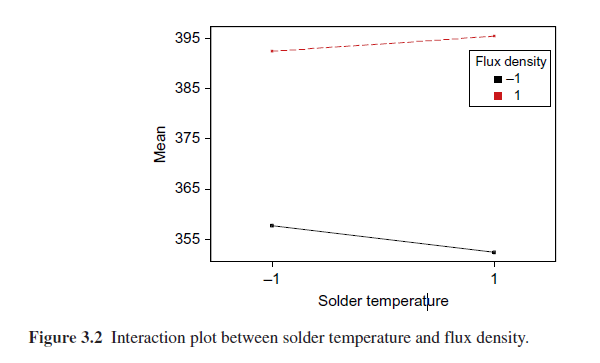 395
385
375
365
355
Mean
Flux density
–1
1
–1
1
Solder temperature
Figure 3.2 Interaction plot between solder temperature and flux density.